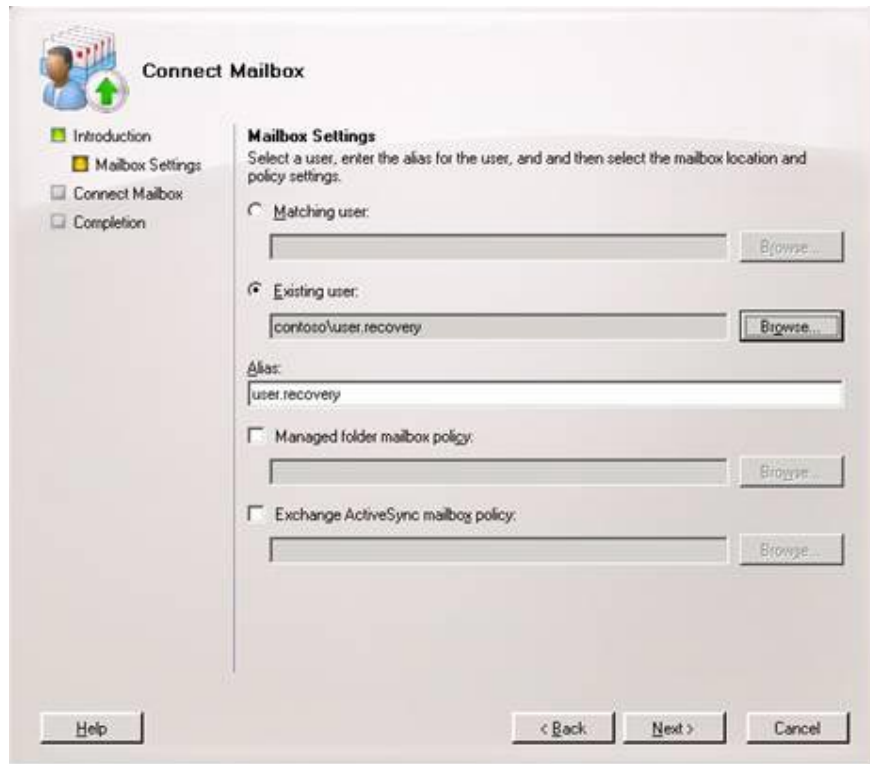 Connect Mailbox
Introduction
Mailbox Settings
Connect Mailbox
Completion
Mailbox Settings
Select a user, enter the alias for the user, and and then select the mailbox location and
policy settings.
Matching user:
Browse...
Existing user:
contoso\user.recovery
Browse...
Alias:
user.recovery
Managed folder mailbox policy:
Browse...
Exchange ActiveSync mailbox policy:
Browse...
Help
< Back
Next >
Cancel